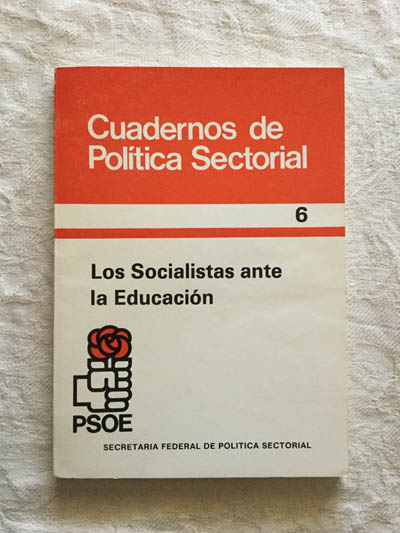 Cuadernos de
Política Sectorial
6
Los Socialistas ante
la Educación
PSOE
SECRETARIA FEDERAL DE POLITICA SECTORIAL